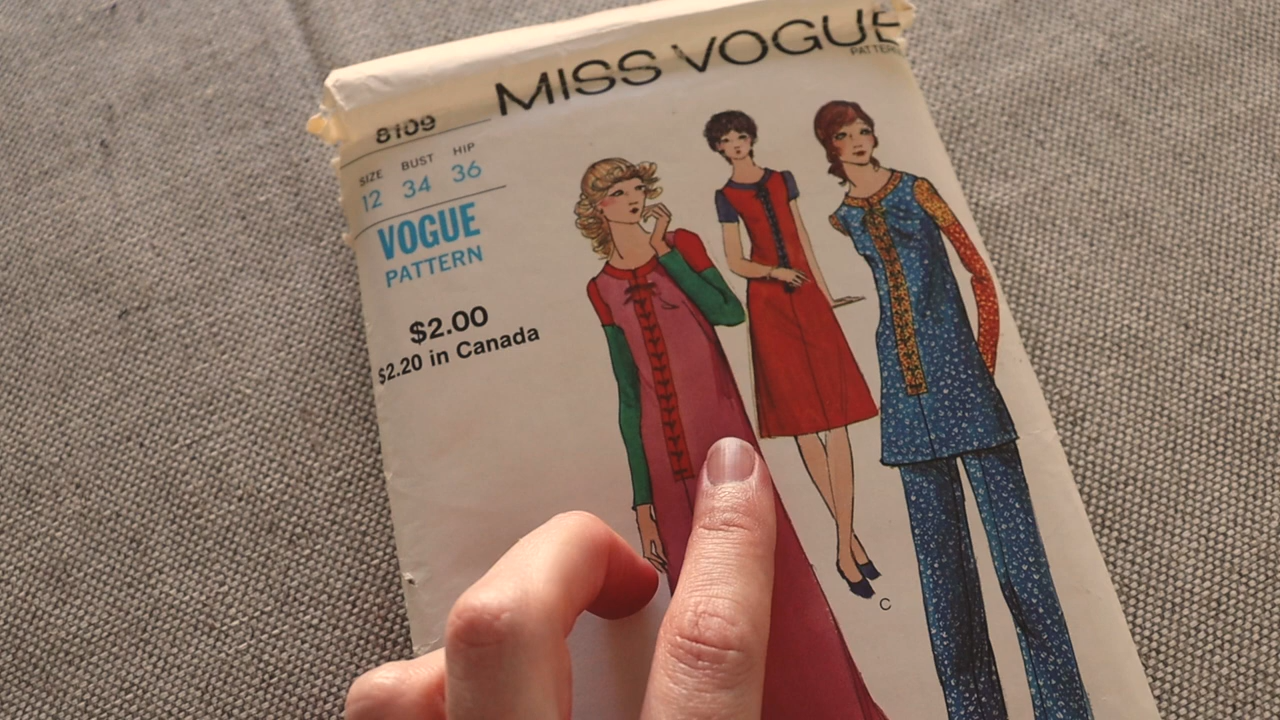 MISS VOGUE
PATTERN
8109
SIZE BUST HIP
12 34 36
VOGUE
PATTERN
$2.00
$2.20 in Canada
C